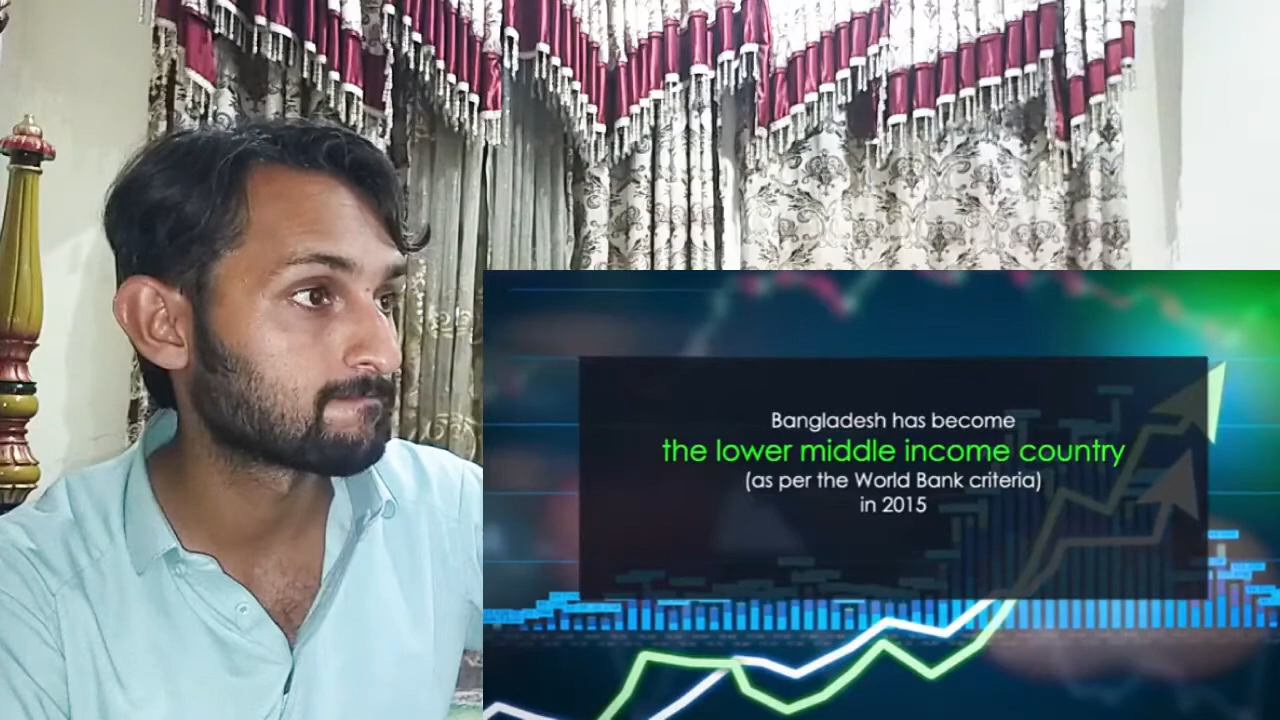 Bangladesh has become
the lower middle income country
(as per the World Bank criteria)
in 2015